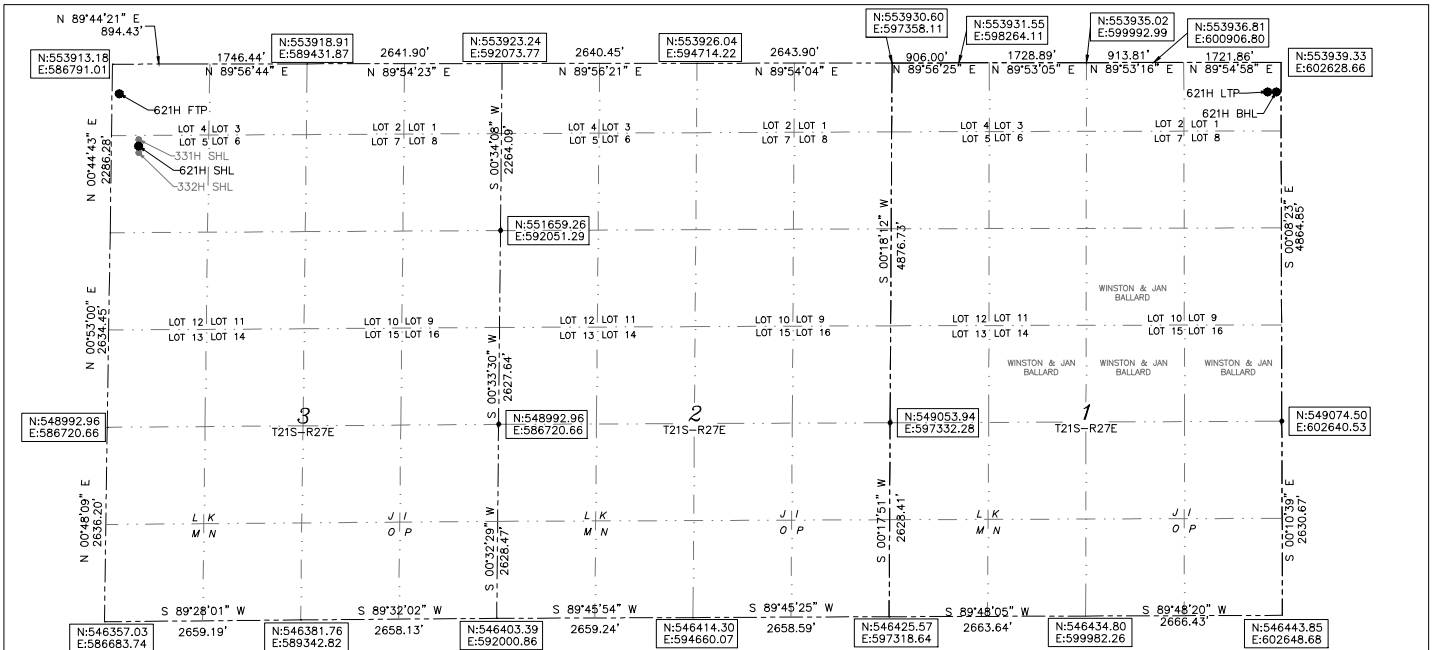 N 89°44'21" E
894.43'
N:553913.18
E:586791.01
1746.44'
N 89°56'44" E
N:553918.91
E:589431.87
2641.90'
N 89°54'23" E
N:553923.24
E:592073.77
2640.45'
N 89°56'21" E
N:553926.04
E:594714.22
2643.90'
N 89°54'04" E
N:553930.60
E:597358.11
906.00'
N 89°56'25" E
N:553931.55
E:598264.11
1728.89'
N 89°53'05" E
N:553935.02
E:599992.99
913.81'
N 89°53'16" E
N:553936.81
E:600906.80
1721.86'
N 89°54'58" E
N:553939.33
E:602628.66
621H FTP
621H LTP
621H BHL
N 00°44'43" E
2286.28'
LOT 4 LOT 3
LOT 5 LOT 6
LOT 2 LOT 1
LOT 7 LOT 8
331H SHL
621H SHL
332H SHL
S 00°34'08" W
2264.09'
LOT 4 LOT 3
LOT 5 LOT 6
LOT 2 LOT 1
LOT 7 LOT 8
LOT 4 LOT 3
LOT 5 LOT 6
LOT 2 LOT 1
LOT 7 LOT 8
N:551659.26
E:592051.29
S 00°18'12" W
4876.73'
S 00°08'23" E
4864.85'
WINSTON & JAN
BALLARD
N 00°53'00" E
2634.45'
LOT 12 LOT 11
LOT 13 LOT 14
LOT 10 LOT 9
LOT 15 LOT 16
S 00°33'30" W
2627.64'
LOT 12 LOT 11
LOT 13 LOT 14
LOT 10 LOT 9
LOT 15 LOT 16
LOT 12 LOT 11
LOT 13 LOT 14
LOT 10 LOT 9
LOT 15 LOT 16
WINSTON & JAN
BALLARD
WINSTON & JAN
BALLARD
WINSTON & JAN
BALLARD
N:548992.96
E:586720.66
3
T21S-R27E
N:548992.96
E:586720.66
2
T21S-R27E
N:549053.94
E:597332.28
1
T21S-R27E
N:549074.50
E:602640.53
N 00°48'09" E
2636.20'
L K
M N
J I
O P
S 00°32'29" W
2628.47'
L K
M N
J I
O P
S 00°17'51" W
2628.41'
L K
M N
J I
O P
S 00°10'39" E
2630.67'
S 89°28'01" W
2659.19'
S 89°32'02" W
2658.13'
S 89°45'54" W
2659.24'
S 89°45'25" W
2658.59'
S 89°48'05" W
2663.64'
S 89°48'20" W
2666.43'
N:546357.03
E:586683.74
N:546381.76
E:589342.82
N:546403.39
E:592000.86
N:546414.30
E:594660.07
N:546425.57
E:597318.64
N:546434.80
E:599982.26
N:546443.85
E:602648.68